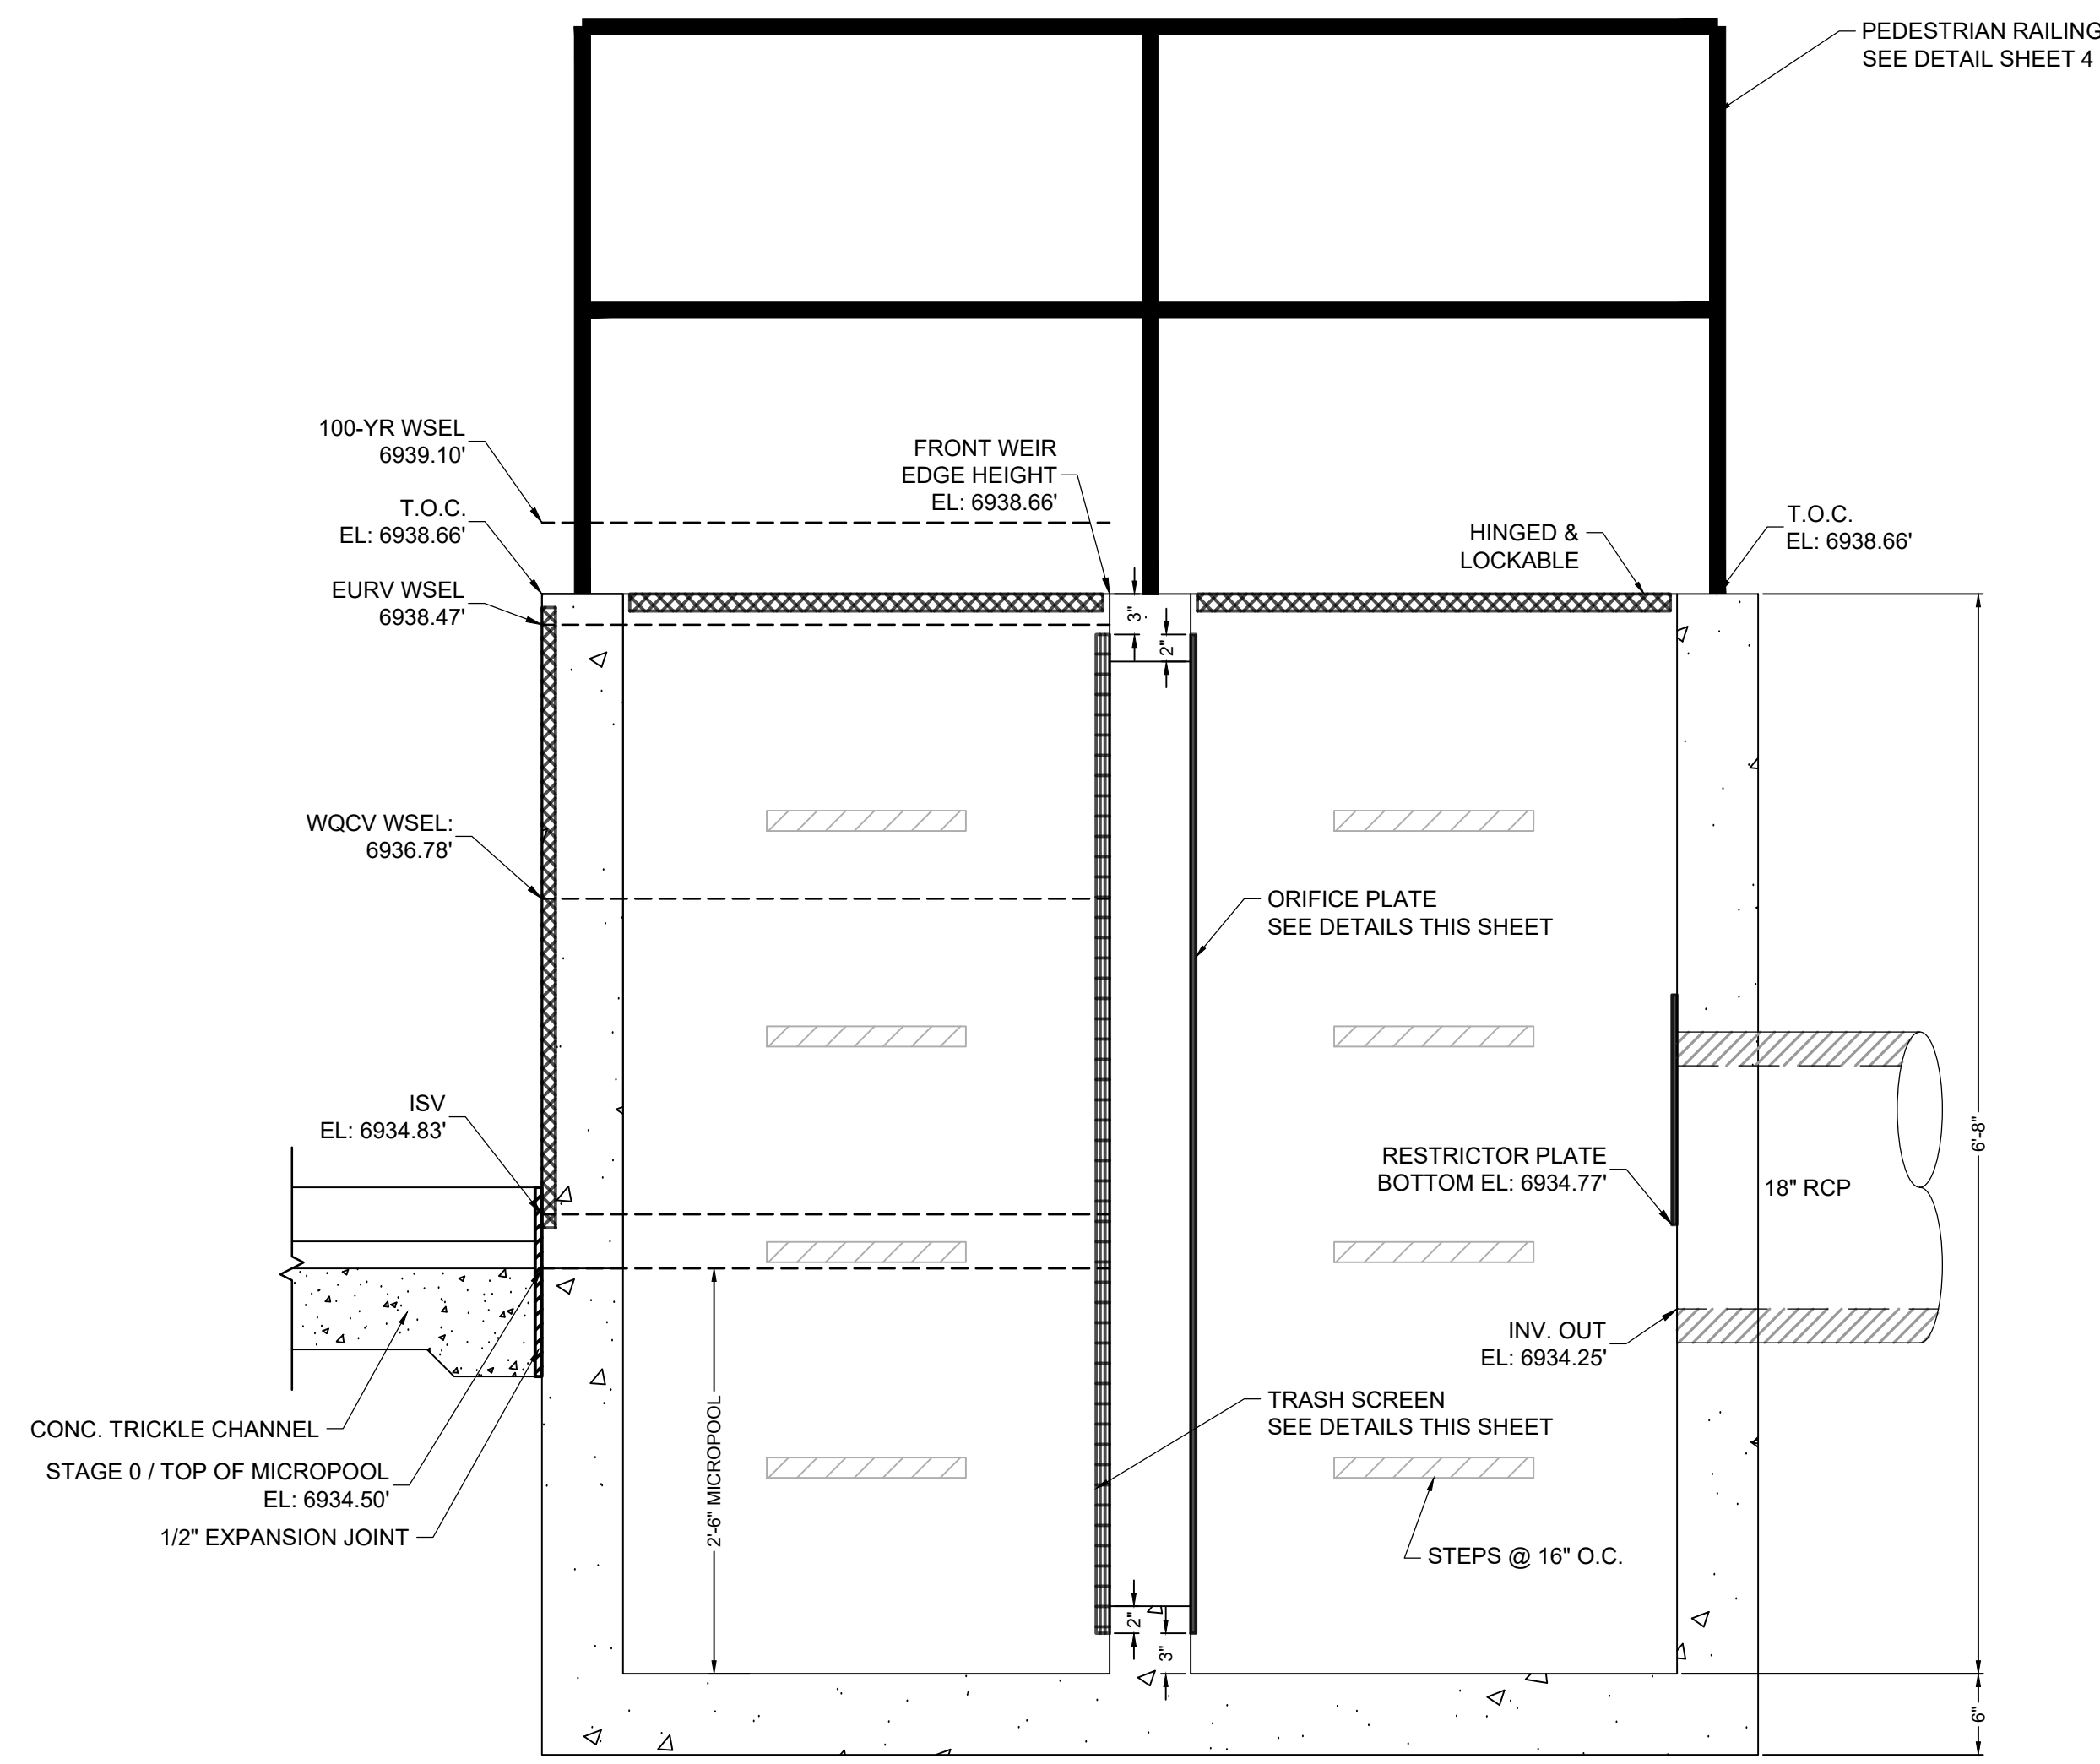 PEDESTRIAN RAILING
SEE DETAIL SHEET 4
100-YR WSEL
6939.10'
FRONT WEIR
EDGE HEIGHT
EL: 6938.66'
T.O.C.
EL: 6938.66'
HINGED &
LOCKABLE
T.O.C.
EL: 6938.66'
EURV WSEL
6938.47'
3"
2"
WQCV WSEL:
6936.78'
ORIFICE PLATE
SEE DETAILS THIS SHEET
ISV
EL: 6934.83'
RESTRICTOR PLATE
BOTTOM EL: 6934.77'
18" RCP
6'-8"
INV. OUT
EL: 6934.25'
TRASH SCREEN
SEE DETAILS THIS SHEET
CONC. TRICKLE CHANNEL
STAGE 0 / TOP OF MICROPOOL
EL: 6934.50'
1/2" EXPANSION JOINT
2'-6" MICROPOOL
STEPS @ 16" O.C.
2"
3"
6"